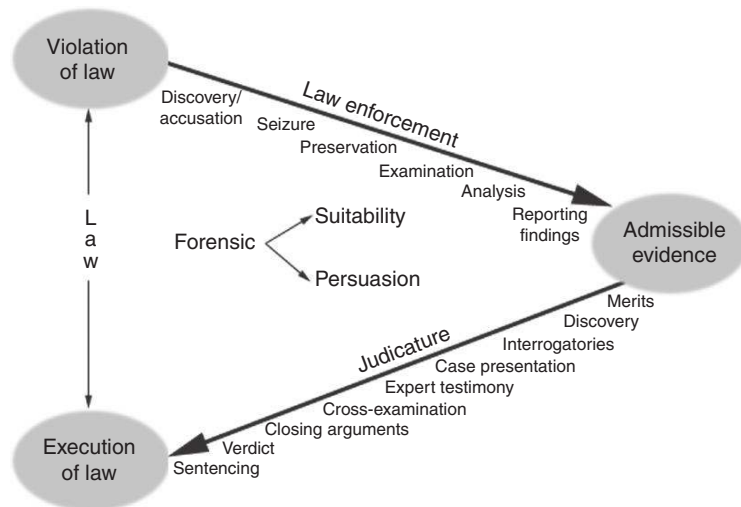 Violation
of law
Law enforcement
Discovery/
accusation
Seizure
Preservation
Examination
Analysis
Reporting
findings
Admissible
evidence
L
a
w
Forensic
Suitability
Persuasion
Judicature
Merits
Discovery
Interrogatories
Case presentation
Expert testimony
Cross-examination
Closing arguments
Verdict
Sentencing
Execution
of law